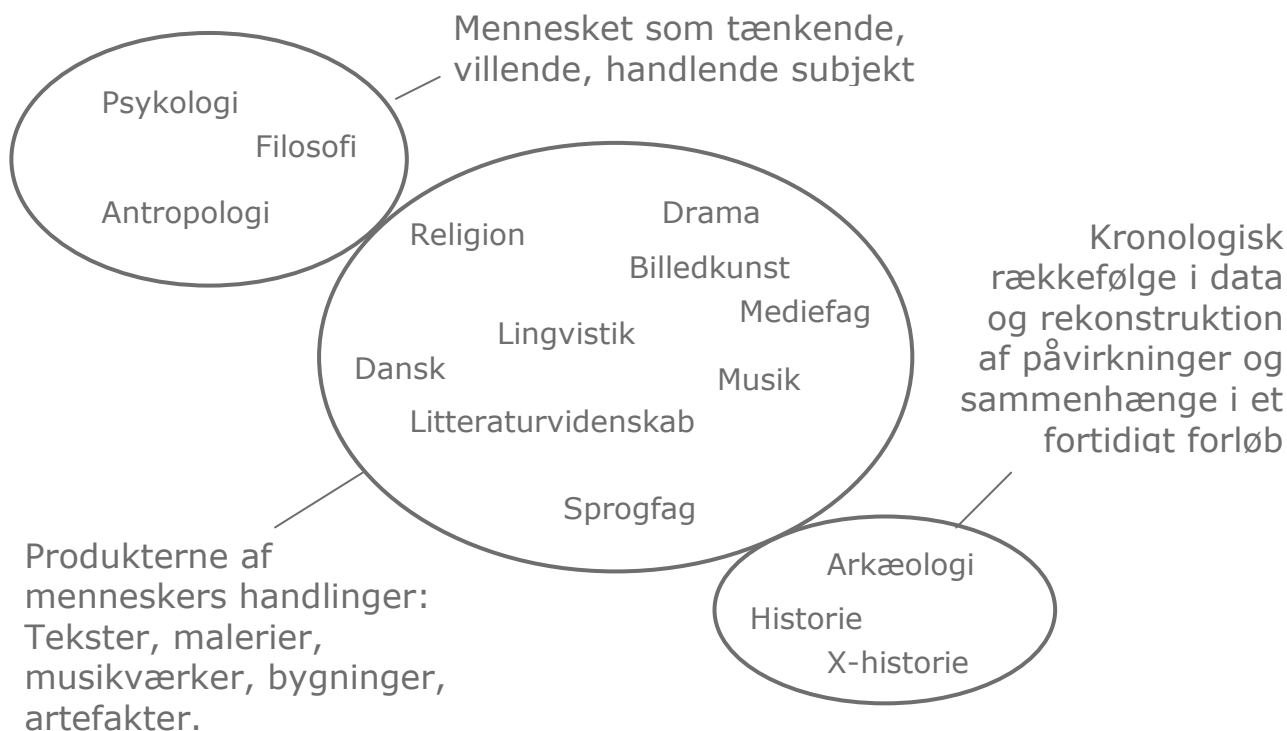 Mennesket som tænkende,
villende, handlende subjekt
Psykologi
Filosofi
Antropologi
Religion
Drama
Billedkunst
Mediefag
Lingvistik
Dansk
Musik
Litteraturvidenskab
Sprogfag
Kronologisk
rækkefølge i data
og rekonstruktion
af påvirkninger og
sammenhænge i et
fortidigt forløb
Produkterne af
menneskers handlinger:
Tekster, malerier,
musikværker, bygninger,
artefakter.
Arkæologi
Historie
X-historie